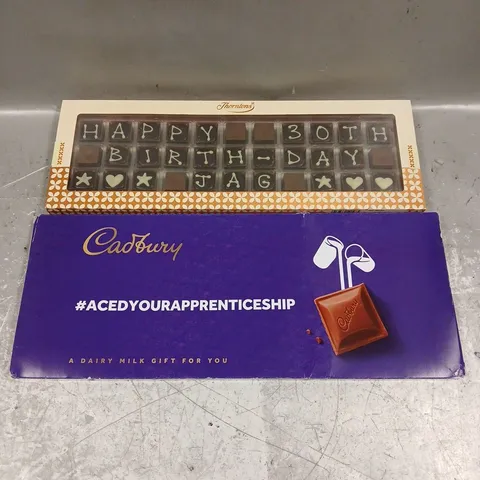 Thorntons
HAPPY 30TH
BIRTH-DAY
★♥★ JAG ★♥♥
Cadbury
#ACEDYOURAPPRENTICESHIP
Cadbury
A DAIRY MILK GIFT FOR YOU